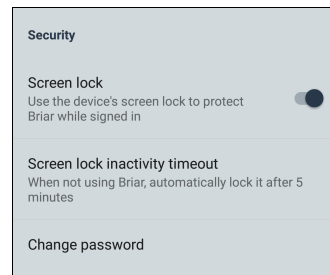 Security
Screen lock
Use the device's screen lock to protect
Briar while signed in
Screen lock inactivity timeout
When not using Briar, automatically lock it after 5
minutes
Change password